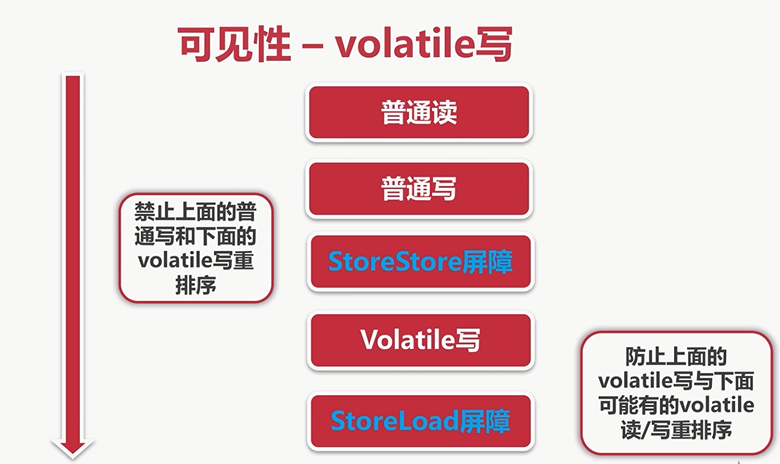 可见性 – volatile写
普通读
普通写
禁止上面的普
通写和下面的
volatile写重
排序
StoreStore屏障
Volatile写
StoreLoad屏障
防止上面的
volatile写与下面
可能有的volatile
读/写重排序